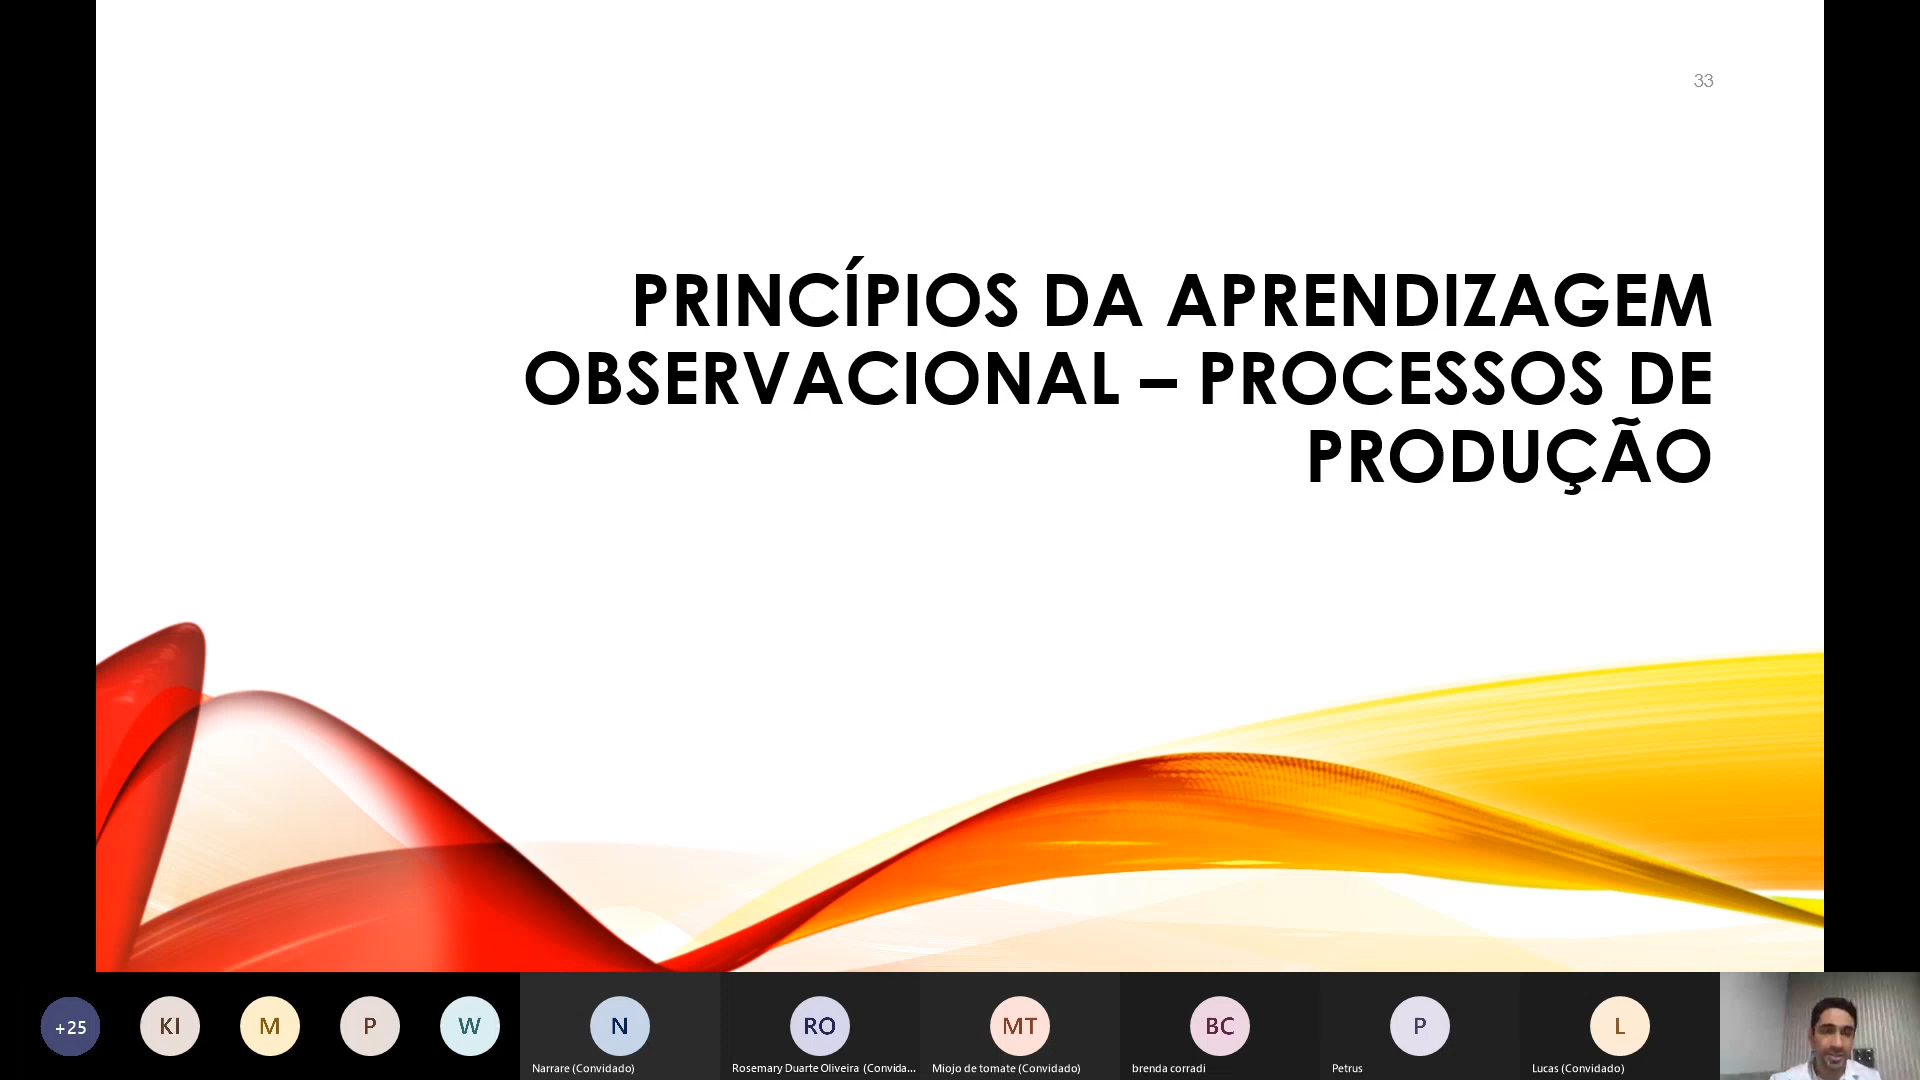 33
PRINCÍPIOS DA APRENDIZAGEM
OBSERVACIONAL – PROCESSOS DE
PRODUÇÃO
+25
KI
M
P
W
N
RO
MT
BC
P
L
Narrare (Convidado)
Rosemary Duarte Oliveira (Convida...
Miojo de tomate (Convidado)
brenda corradi
Petrus
Lucas (Convidado)